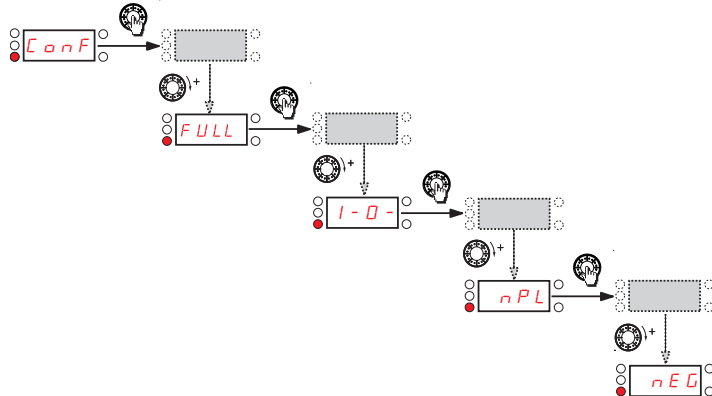 ConF
+
FULL
+
I-O-
+
nPL
+
nEG